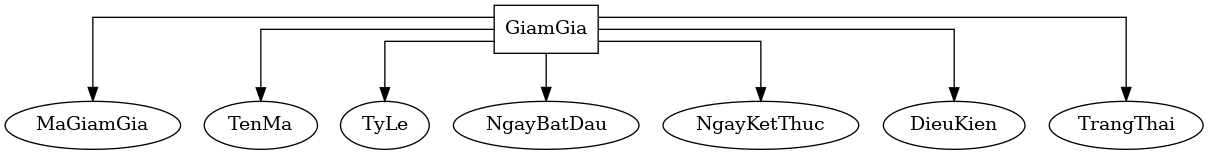 GiamGia
MaGiamGia
TenMa
TyLe
NgayBatDau
NgayKetThuc
DieuKien
TrangThai